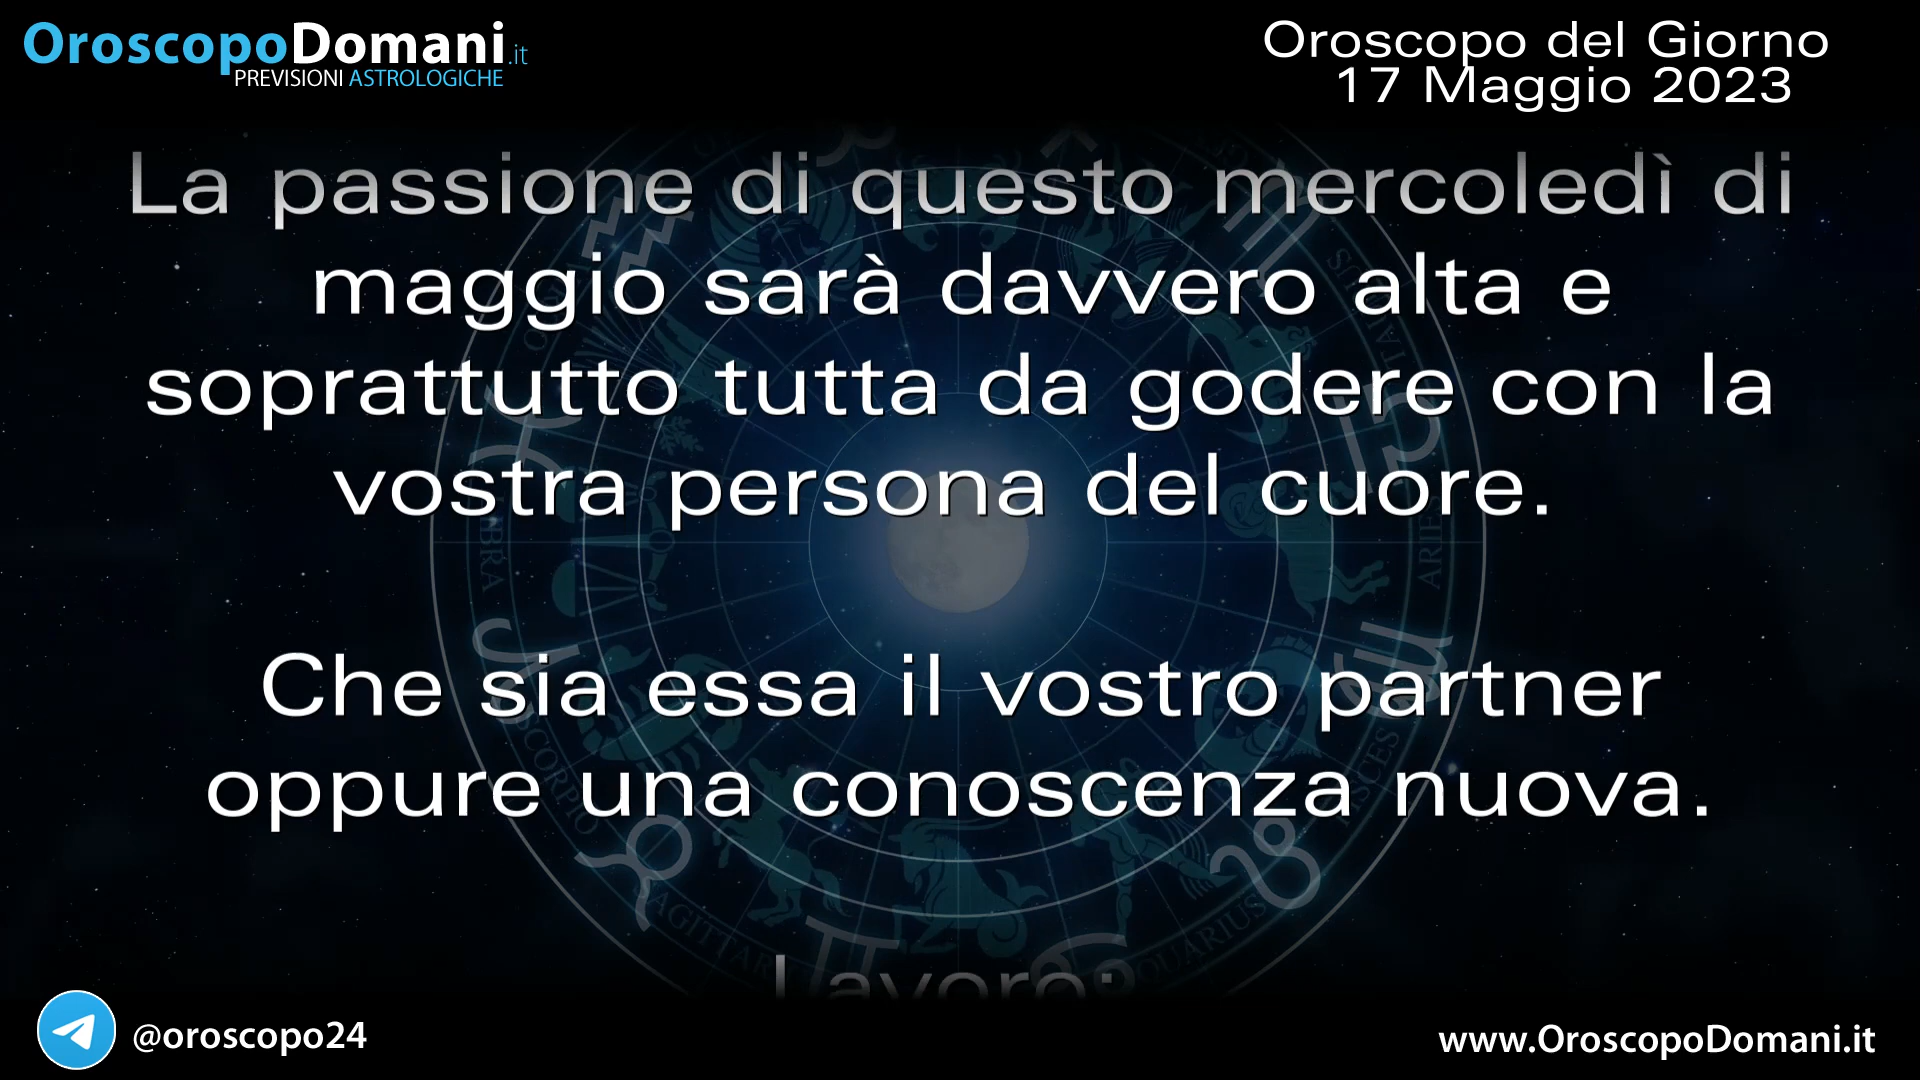 OroscopoDomani.it
PREVISIONI ASTROLOGICHE
Oroscopo del Giorno
17 Maggio 2023
La passione di questo mercoledì di
maggio sarà davvero alta e
soprattutto tutta da godere con la
vostra persona del cuore.
Che sia essa il vostro partner
oppure una conoscenza nuova.
Lavoro:
@oroscopo24
www.OroscopoDomani.it